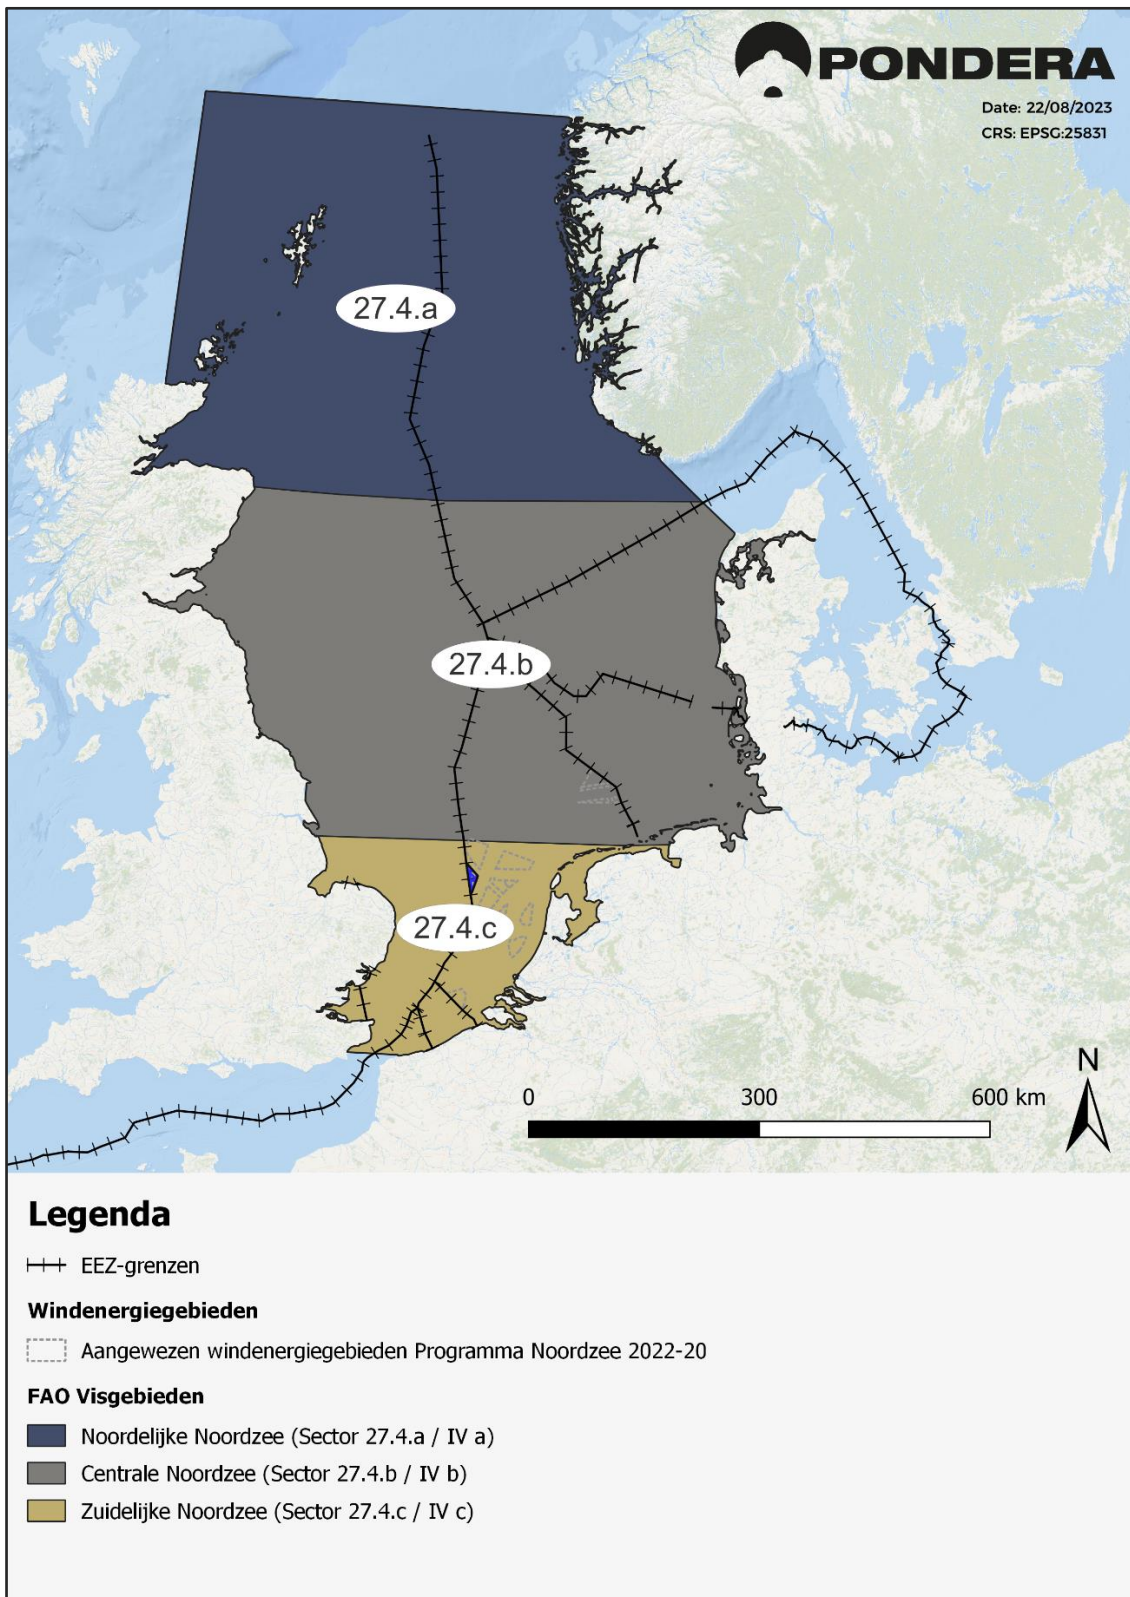 PONDERA
Date: 22/08/2023
CRS: EPSG:25831
27.4.a
27.4.b
27.4.c
N
0 300 600 km
Legenda
EEZ-grenzen
Windenergiegebieden
Aangewezen windenergiegebieden Programma Noordzee 2022-20
FAO Visgebieden
Noordelijke Noordzee (Sector 27.4.a / IV a)
Centrale Noordzee (Sector 27.4.b / IV b)
Zuidelijke Noordzee (Sector 27.4.c / IV c)